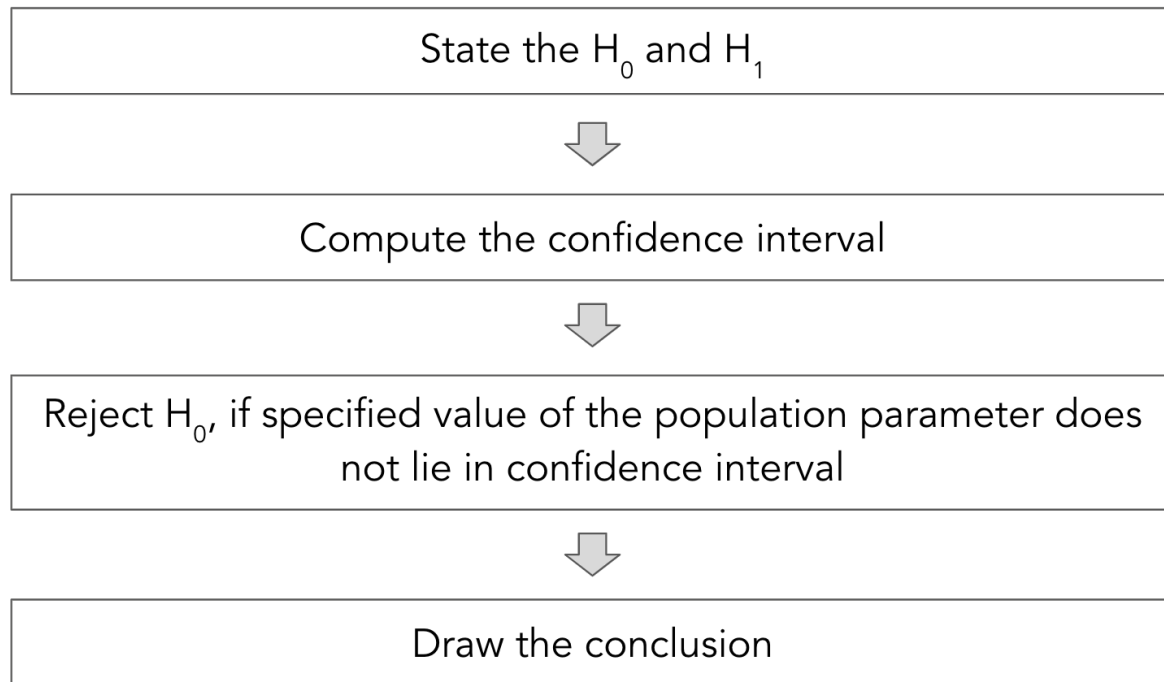 State the H₀ and H₁
Compute the confidence interval
Reject H₀, if specified value of the population parameter does
not lie in confidence interval
Draw the conclusion